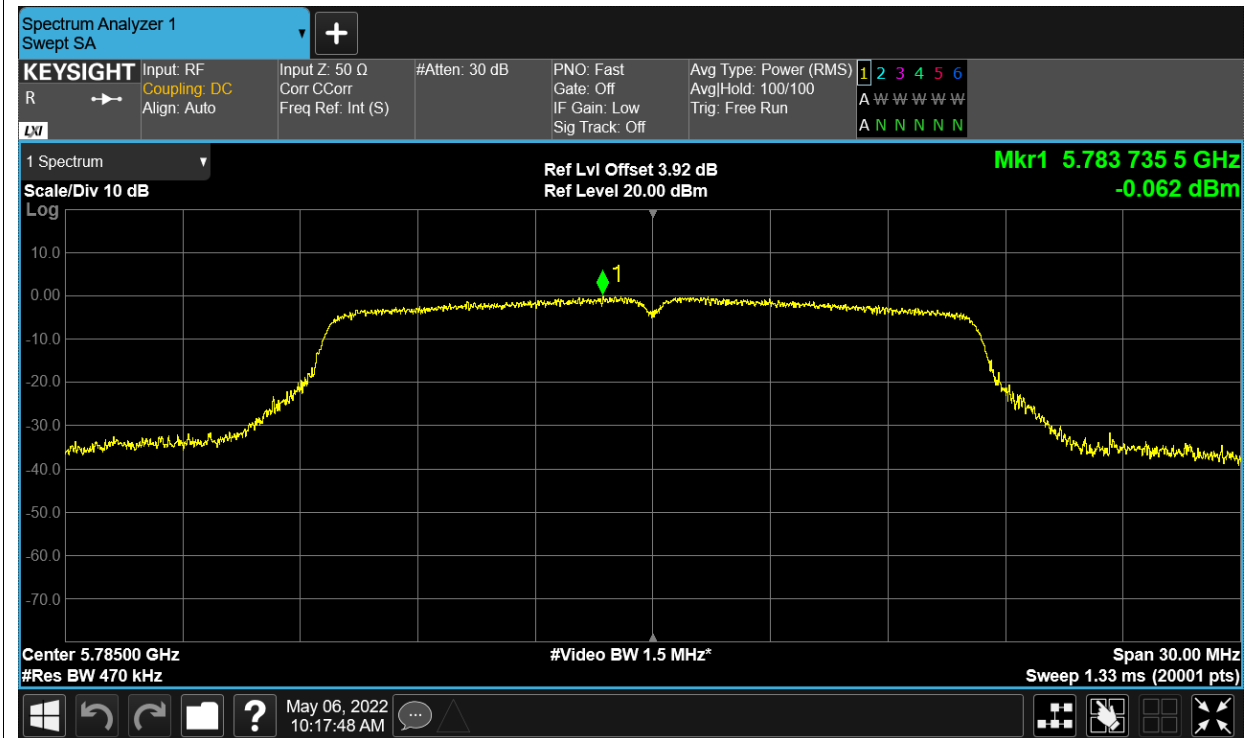 Spectrum Analyzer 1
Swept SA
+
KEYSIGHT
R
LXI
Input: RF
Coupling: DC
Align: Auto
Input Z: 50 Ω
Corr CCorr
Freq Ref: Int (S)
#Atten: 30 dB
PNO: Fast
Gate: Off
IF Gain: Low
Sig Track: Off
Avg Type: Power (RMS)
Avg|Hold: 100/100
Trig: Free Run
1 2 3 4 5 6
A W W W W W
A N N N N N
1 Spectrum
Scale/Div 10 dB
Log
Ref Lvl Offset 3.92 dB
Ref Level 20.00 dBm
Mkr1 5.783 735 5 GHz
-0.062 dBm
10.0
0.00
-10.0
-20.0
-30.0
-40.0
-50.0
-60.0
-70.0
1
Center 5.78500 GHz
#Res BW 470 kHz
#Video BW 1.5 MHz*
Span 30.00 MHz
Sweep 1.33 ms (20001 pts)
?
May 06, 2022
10:17:48 AM